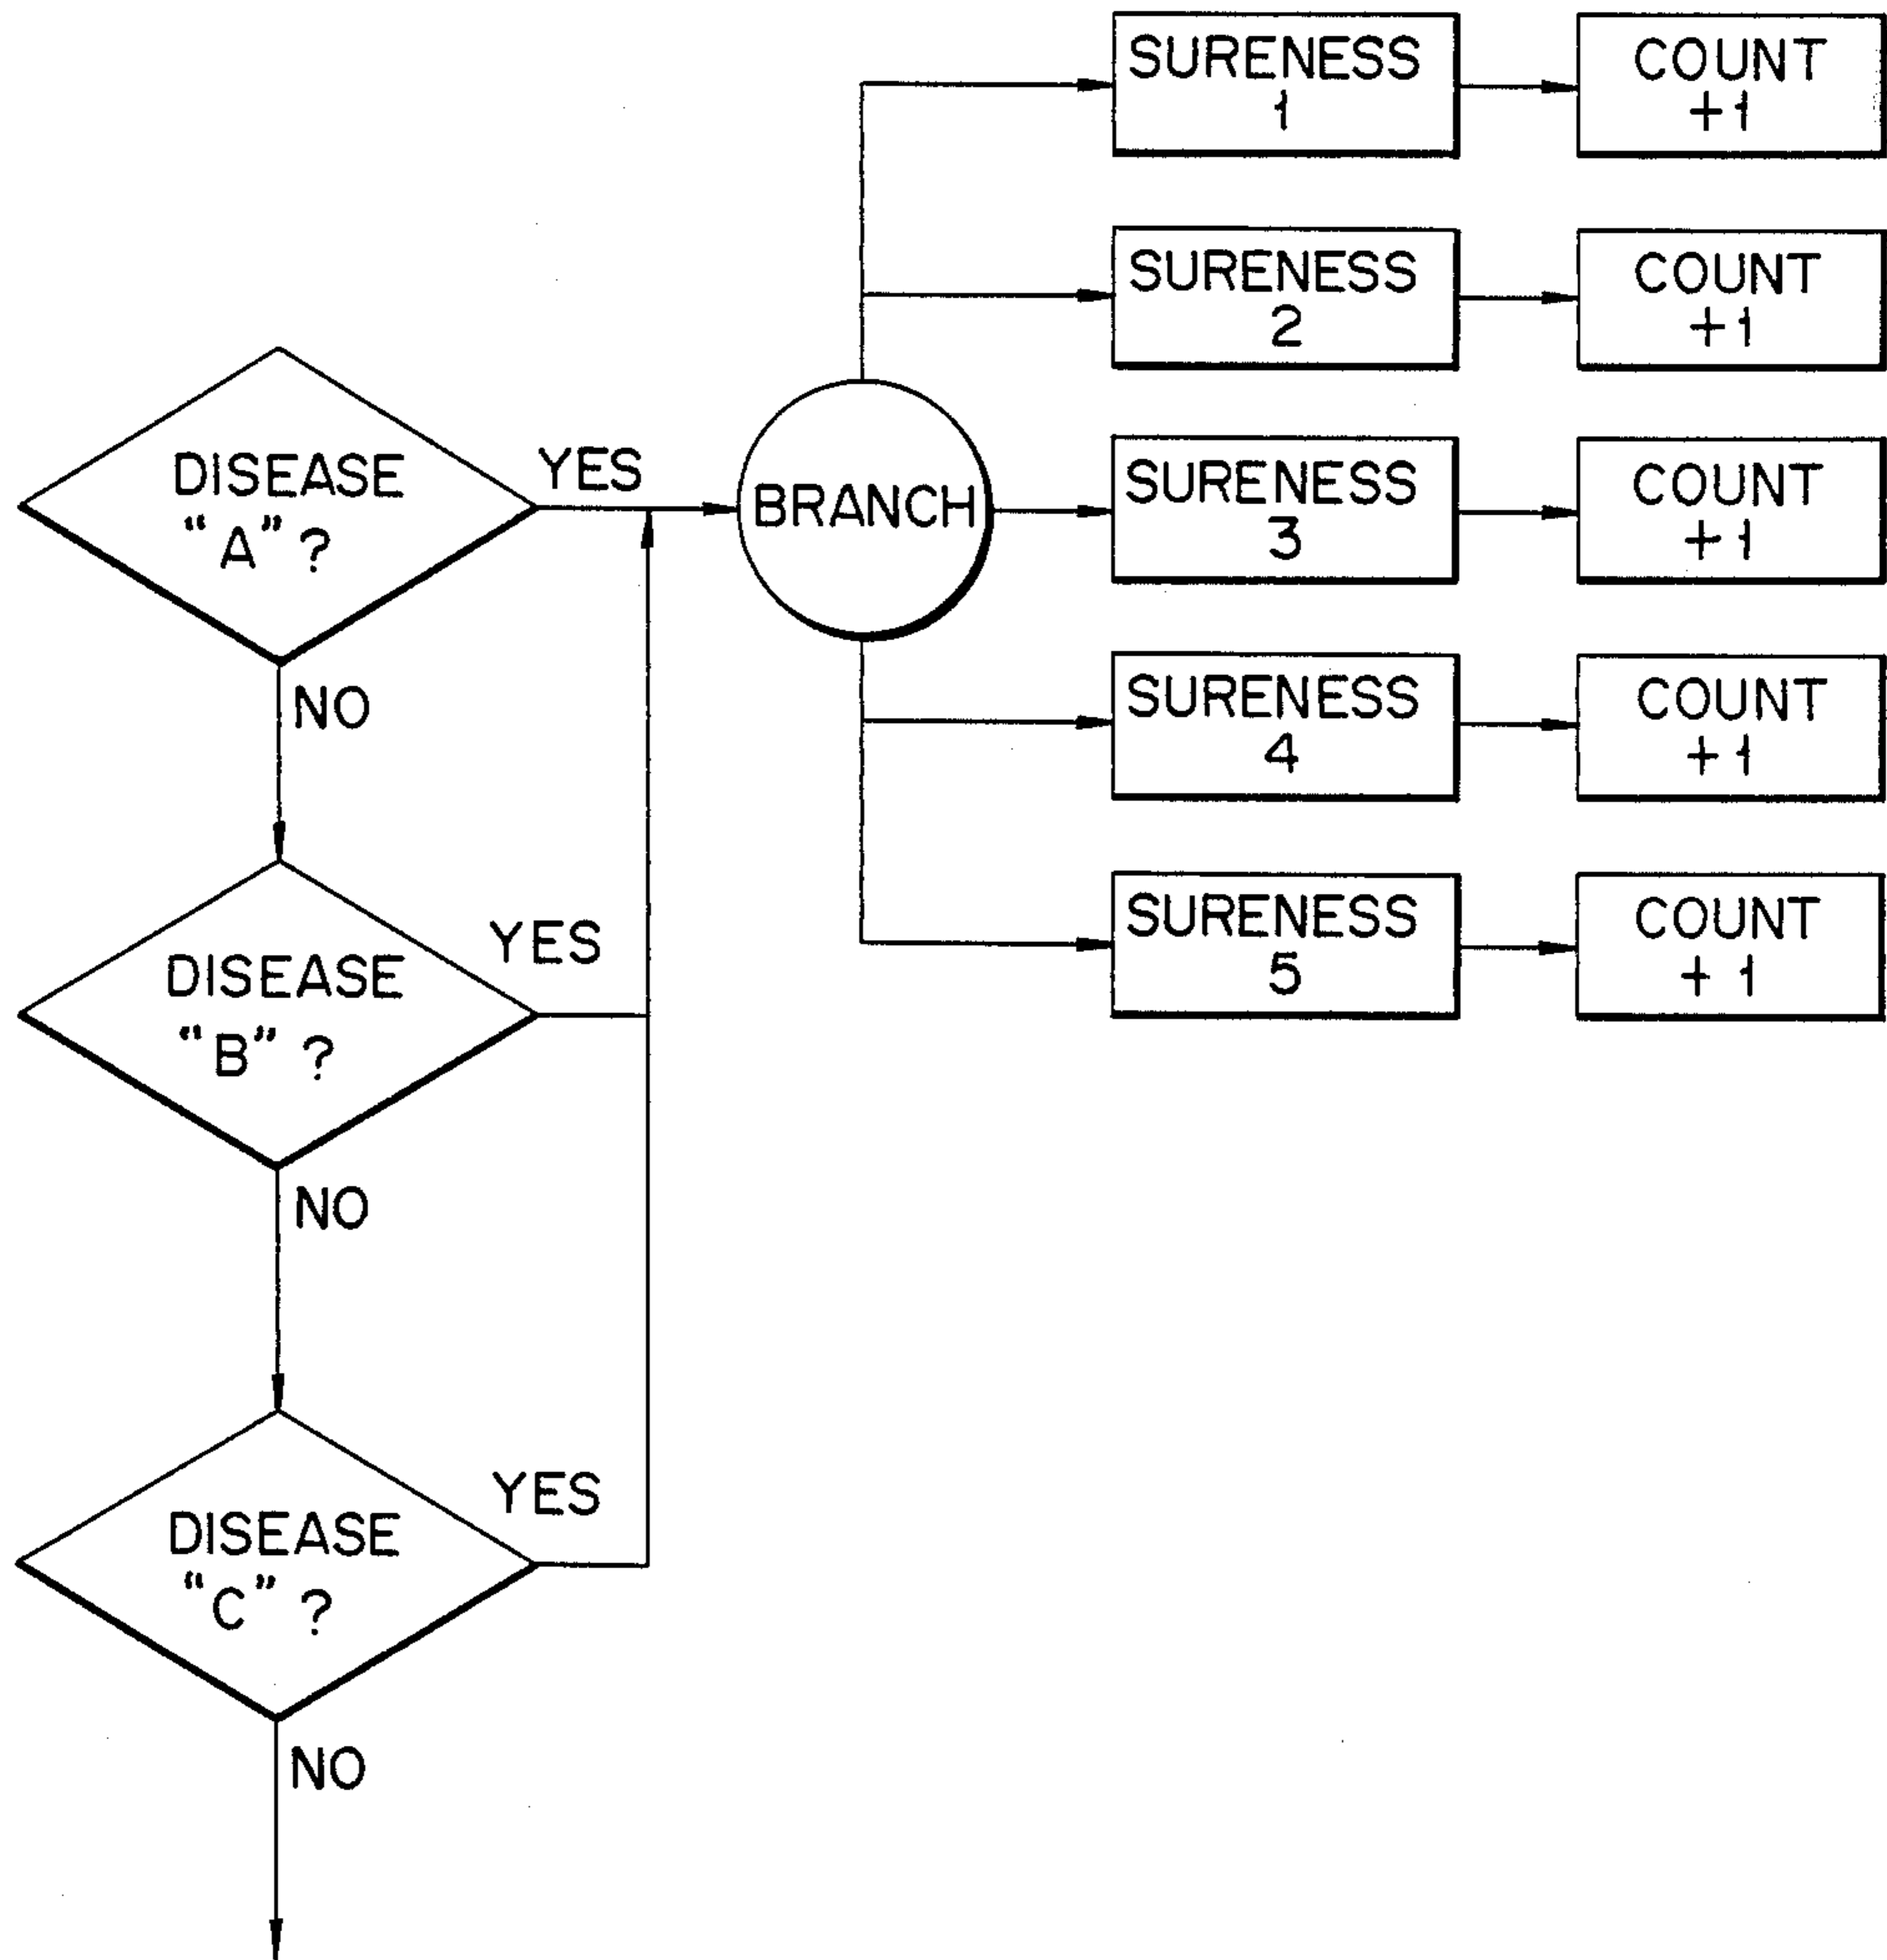 SURENESS
1
COUNT
+1
SURENESS
2
COUNT
+1
DISEASE
“A” ?
YES
BRANCH
SURENESS
3
COUNT
+1
NO
SURENESS
4
COUNT
+1
DISEASE
“B” ?
YES
SURENESS
5
COUNT
+1
NO
DISEASE
“C” ?
YES
NO